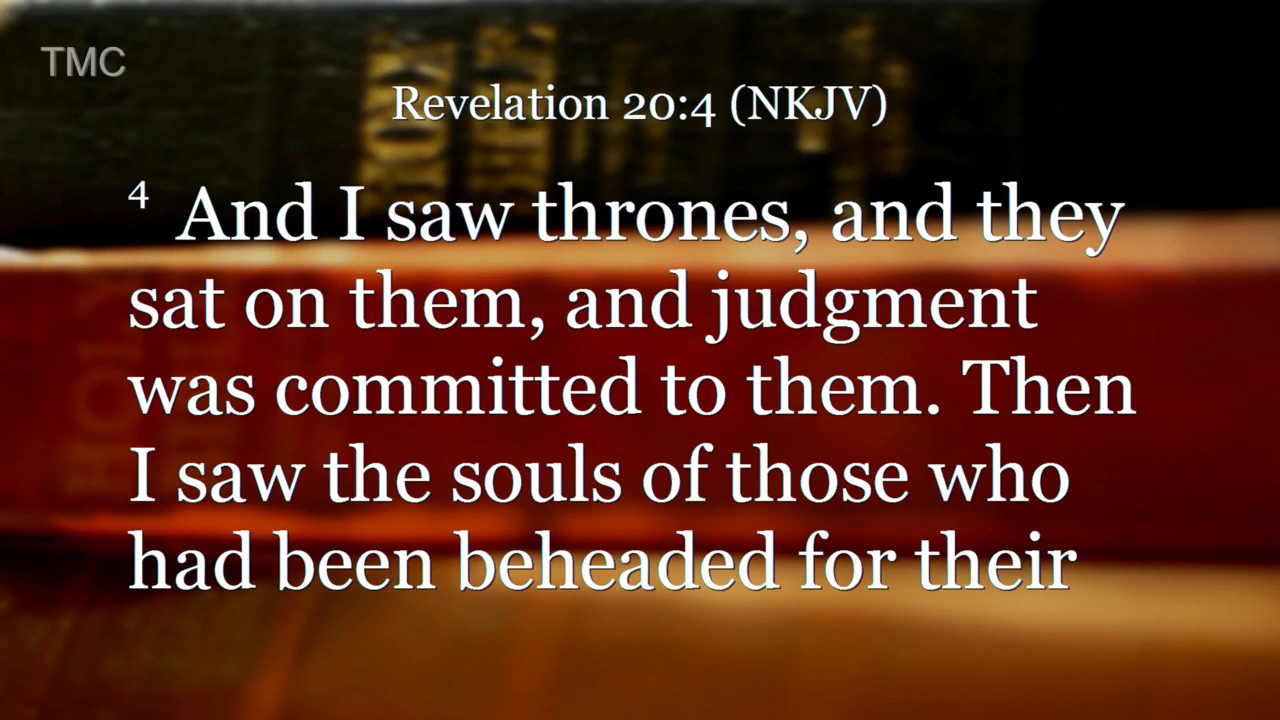 TMC
Revelation 20:4 (NKJV)
4 And I saw thrones, and they
sat on them, and judgment
was committed to them. Then
I saw the souls of those who
had been beheaded for their